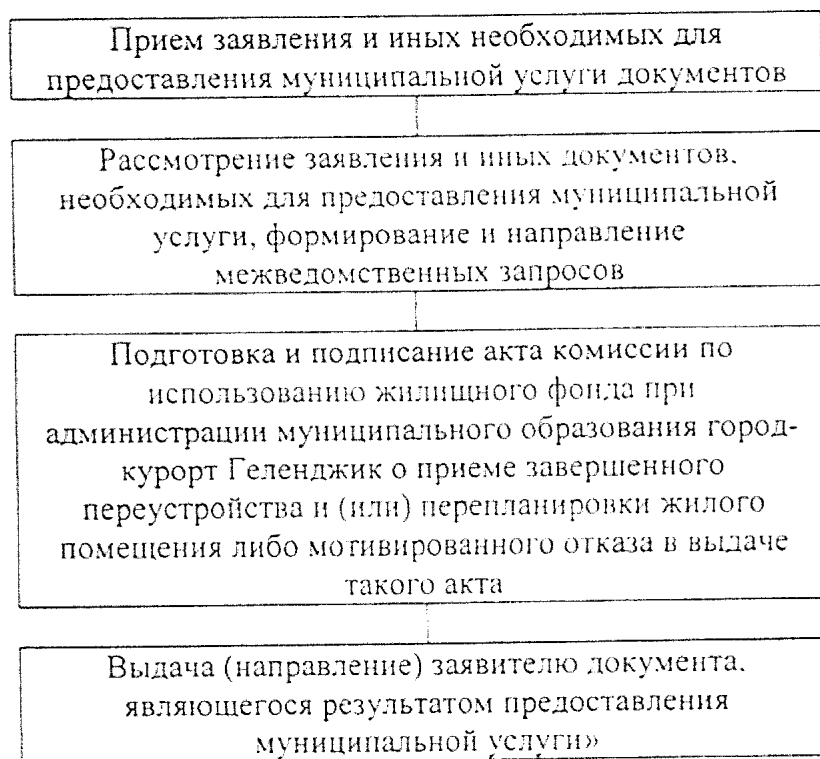 Прием заявления и иных необходимых для
предоставления муниципальной услуги документов
Рассмотрение заявления и иных документов,
необходимых для предоставления муниципальной
услуги, формирование и направление
межведомственных запросов
Подготовка и подписание акта комиссии по
использованию жилищного фонда при
администрации муниципального образования город-
курорт Геленджик о приеме завершенного
переустройства и (или) перепланировки жилого
помещения либо мотивированного отказа в выдаче
такого акта
Выдача (направление) заявителю документа,
являющегося результатом предоставления
муниципальной услуги»